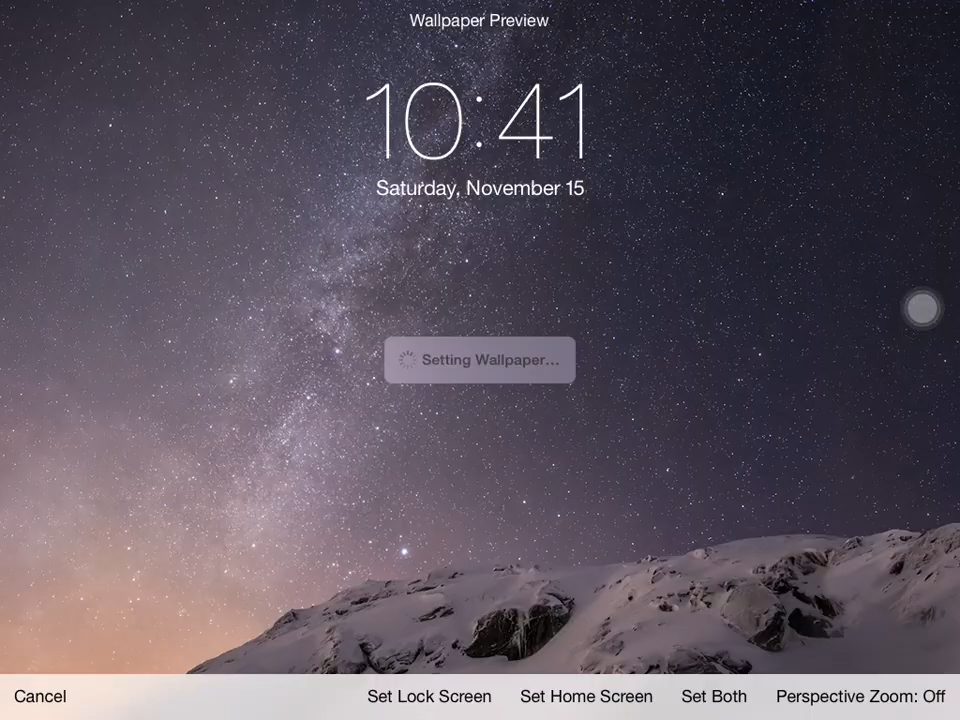 Wallpaper Preview
10:41
Saturday, November 15
Setting Wallpaper...
Cancel Set Lock Screen Set Home Screen Set Both Perspective Zoom: Off